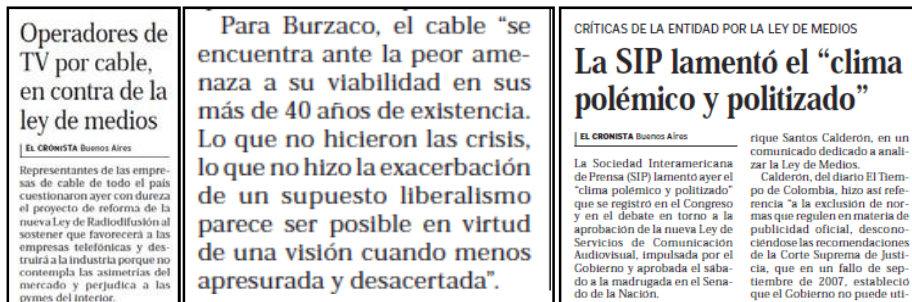 Operadores de
TV por cable,
en contra de la
ley de medios
EL CRONISTA Buenos Aires
Representantes de las empre-
sas de cable de todo el país
cuestionaron ayer con dureza
el proyecto de reforma de la
nueva Ley de Radiodifusión al
sostener que favorecerá a las
empresas telefónicas y des-
truirá a la industria porque no
contempla las asimetrías del
mercado y perjudica a las
pymes del interior.
Para Burzaco, el cable “se
encuentra ante la peor ame-
naza a su viabilidad en sus
más de 40 años de existencia.
Lo que no hicieron las crisis,
lo que no hizo la exacerbación
de un supuesto liberalismo
parece ser posible en virtud
de una visión cuando menos
apresurada y desacertada”.
CRÍTICAS DE LA ENTIDAD POR LA LEY DE MEDIOS
La SIP lamentó el “clima
polémico y politizado”
EL CRONISTA Buenos Aires
La Sociedad Interamericana
de Prensa (SIP) lamentó ayer el
“clima polémico y politizado”
que se registró en el Congreso
y en el debate en torno a la
aprobación de la nueva Ley de
Servicios de Comunicación
Audiovisual, impulsada por el
Gobierno y aprobada el sába-
do a la madrugada en el Sena-
do de la Nación.
rique Santos Calderón, en un
comunicado dedicado a anali-
zar la Ley de Medios.
Calderón, del diario El Tiem-
po de Colombia, hizo así refe-
rencia “a la exclusión de nor-
mas que regulen en materia de
publicidad oficial, descono-
ciéndose las recomendaciones
de la Corte Suprema de Justi-
cia, que en un fallo de sep-
tiembre de 2007, estableció
que el Gobierno no puede uti-